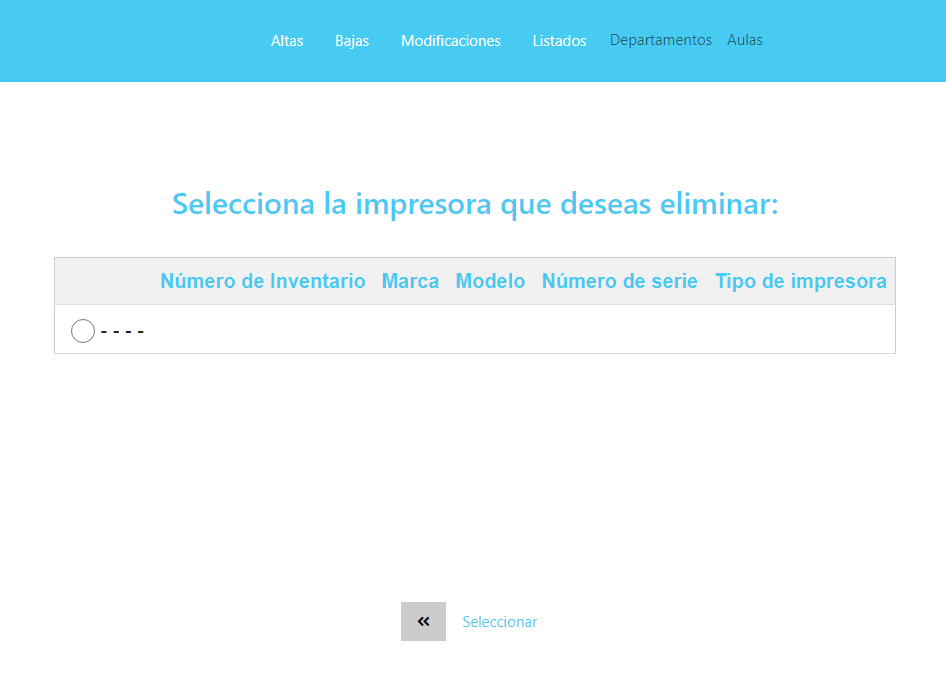 Altas Bajas Modificaciones Listados Departamentos Aulas
Selecciona la impresora que deseas eliminar:
Número de Inventario Marca Modelo Número de serie Tipo de impresora
- - - -
« Seleccionar